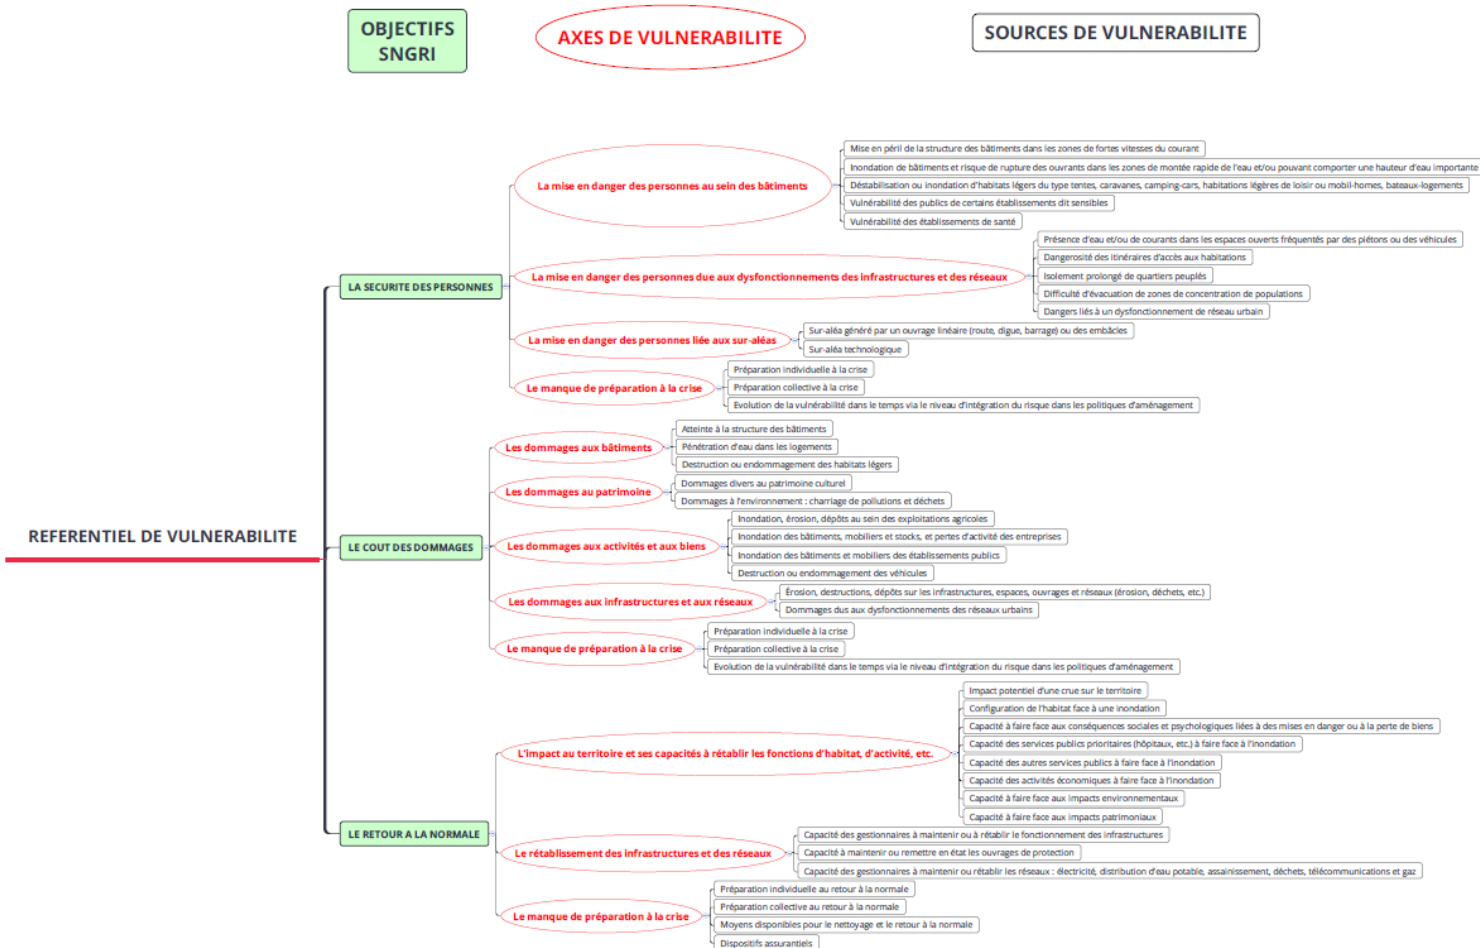 OBJECTIFS
SNGRI
AXES DE VULNERABILITE
SOURCES DE VULNERABILITE
REFERENTIEL DE VULNERABILITE
LA SECURITE DES PERSONNES
La mise en danger des personnes au sein des bâtiments
Mise en péril de la structure des bâtiments dans les zones de fortes vitesses du courant
Inondation de bâtiments et risque de rupture des ouvrants dans les zones de montée rapide de l'eau et/ou pouvant comporter une hauteur d'eau importante
Déstabilisation ou inondation d'habitats légers du type tentes, caravanes, camping-cars, habitations légères de loisir ou mobil-homes, bateaux-logements
Vulnérabilité des publics de certains établissements dit sensibles
Vulnérabilité des établissements de santé
La mise en danger des personnes due aux dysfonctionnements des infrastructures et des réseaux
Présence d'eau et/ou de courants dans les espaces ouverts fréquentés par des piétons ou des véhicules
Dangerosité des itinéraires d'accès aux habitations
Isolement prolongé de quartiers peuplés
Difficulté d'évacuation de zones de concentration de populations
Dangers liés à un dysfonctionnement de réseau urbain
La mise en danger des personnes liée aux sur-aléas
Sur-aléa généré par un ouvrage linéaire (route, digue, barrage) ou des embâcles
Sur-aléa technologique
Le manque de préparation à la crise
Préparation individuelle à la crise
Préparation collective à la crise
Evolution de la vulnérabilité dans le temps via le niveau d'intégration du risque dans les politiques d'aménagement
LE COUT DES DOMMAGES
Les dommages aux bâtiments
Atteinte à la structure des bâtiments
Pénétration d'eau dans les logements
Destruction ou endommagement des habitats légers
Les dommages au patrimoine
Dommages divers au patrimoine culturel
Dommages à l'environnement : charriage de pollutions et déchets
Les dommages aux activités et aux biens
Inondation, érosion, dépôts au sein des exploitations agricoles
Inondation des bâtiments, mobiliers et stocks, et pertes d'activité des entreprises
Inondation des bâtiments et mobiliers des établissements publics
Destruction ou endommagement des véhicules
Les dommages aux infrastructures et aux réseaux
Érosion, destructions, dépôts sur les infrastructures, espaces, ouvrages et réseaux (érosion, déchets, etc.)
Dommages dus aux dysfonctionnements des réseaux urbains
Le manque de préparation à la crise
Préparation individuelle à la crise
Préparation collective à la crise
Evolution de la vulnérabilité dans le temps via le niveau d'intégration du risque dans les politiques d'aménagement
LE RETOUR A LA NORMALE
L'impact au territoire et ses capacités à rétablir les fonctions d'habitat, d'activité, etc.
Impact potentiel d'une crue sur le territoire
Configuration de l'habitat face à une inondation
Capacité à faire face aux conséquences sociales et psychologiques liées à des mises en danger ou à la perte de biens
Capacité des services publics prioritaires (hôpitaux, etc.) à faire face à l'inondation
Capacité des autres services publics à faire face à l'inondation
Capacité des activités économiques à faire face à l'inondation
Capacité à faire face aux impacts environnementaux
Capacité à faire face aux impacts patrimoniaux
Le rétablissement des infrastructures et des réseaux
Capacité des gestionnaires à maintenir ou à rétablir le fonctionnement des infrastructures
Capacité à maintenir ou remettre en état les ouvrages de protection
Capacité des gestionnaires à maintenir ou rétablir les réseaux : électricité, distribution d'eau potable, assainissement, déchets, télécommunications et gaz
Le manque de préparation à la crise
Préparation individuelle au retour à la normale
Préparation collective au retour à la normale
Moyens disponibles pour le nettoyage et le retour à la normale
Dispositifs assurantiels